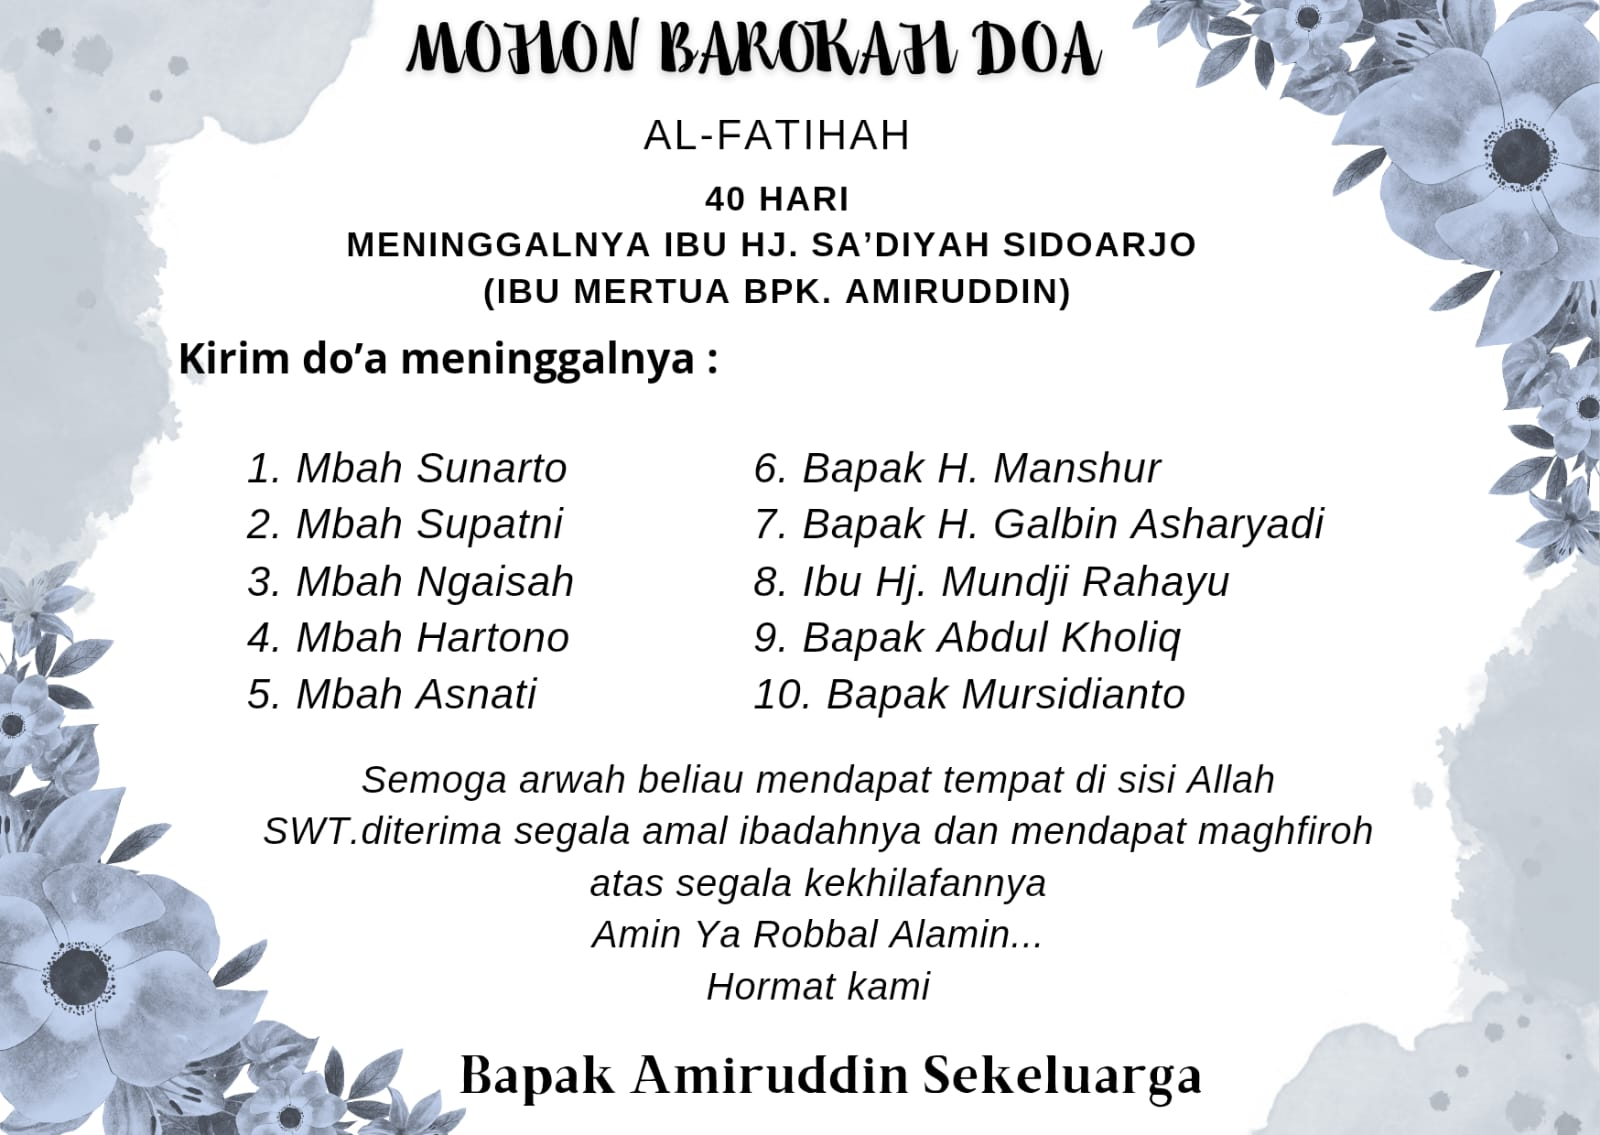 MOHON BAROKAH DOA
AL-FATIHAH
40 HARI
MENINGGALNYA IBU HJ. SA’DIYAH SIDOARJO
(IBU MERTUA BPK. AMIRUDDIN)
Kirim do’a meninggalnya :
1. Mbah Sunarto
2. Mbah Supatni
3. Mbah Ngaisah
4. Mbah Hartono
5. Mbah Asnati
6. Bapak H. Manshur
7. Bapak H. Galbin Asharyadi
8. Ibu Hj. Mundji Rahayu
9. Bapak Abdul Kholiq
10. Bapak Mursidianto
Semoga arwah beliau mendapat tempat di sisi Allah
SWT.diterima segala amal ibadahnya dan mendapat maghfiroh
atas segala kekhilafannya
Amin Ya Robbal Alamin...
Hormat kami
Bapak Amiruddin Sekeluarga